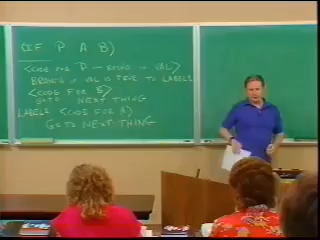 (IF P A B)
<CODE FOR P — RESULT IN VAL>
BRANCH IF VAL IS TRUE TO LABEL1
<CODE FOR B>
GOTO NEXT THING
LABEL1 <CODE FOR A>
GOTO NEXT THING